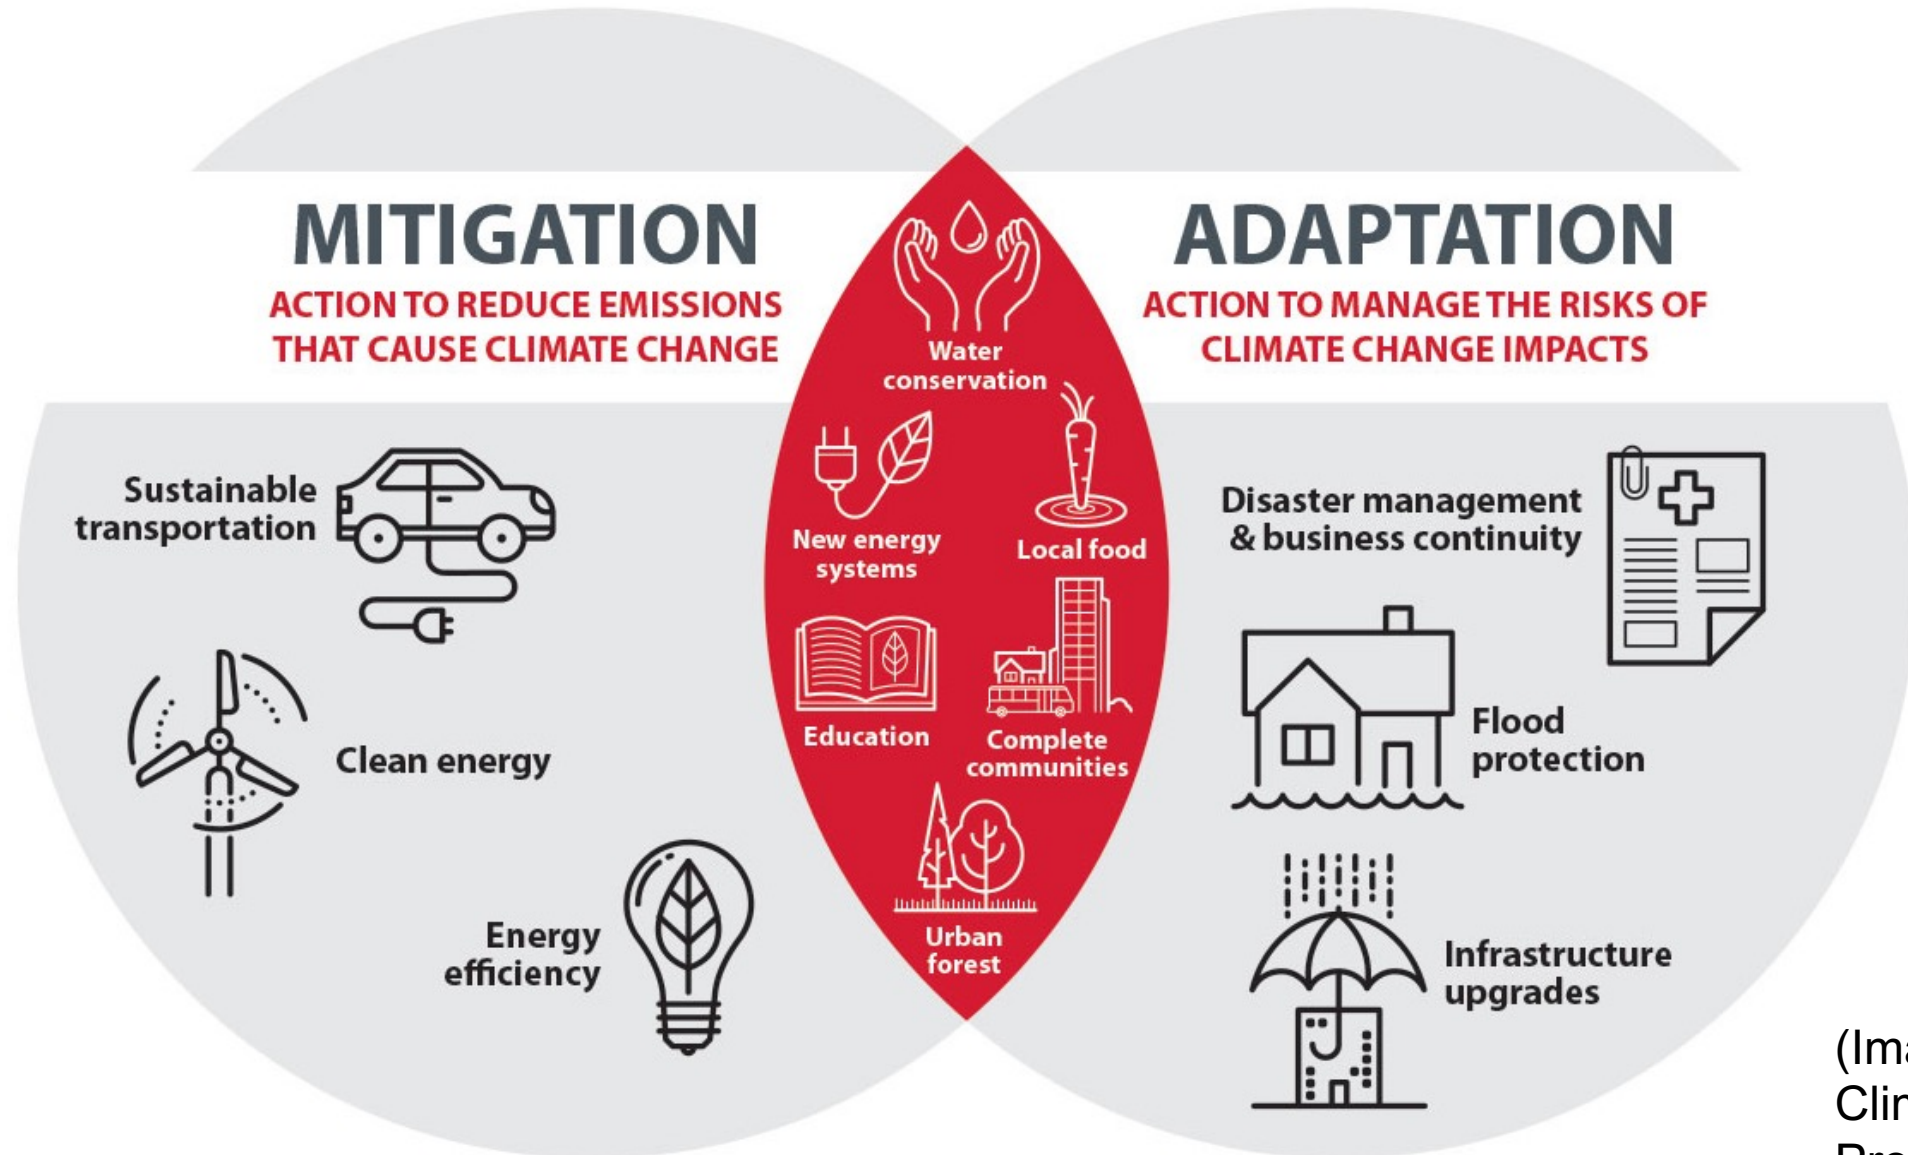 MITIGATION
ACTION TO REDUCE EMISSIONS
THAT CAUSE CLIMATE CHANGE
Sustainable
transportation
Clean energy
Energy
efficiency
Water
conservation
New energy
systems
Local food
Education
Complete
communities
Urban
forest
ADAPTATION
ACTION TO MANAGE THE RISKS OF
CLIMATE CHANGE IMPACTS
Disaster management
& business continuity
Flood
protection
Infrastructure
upgrades